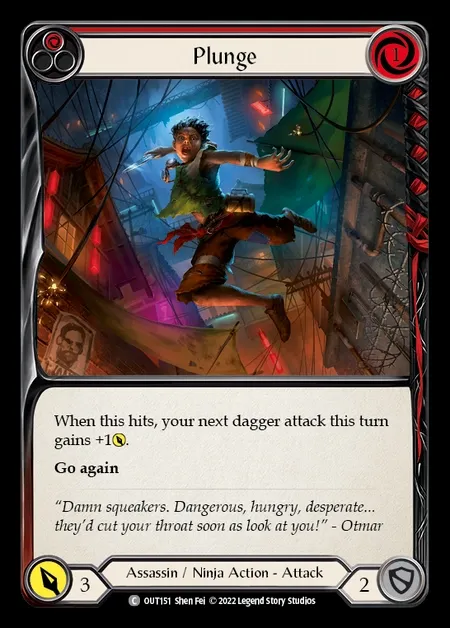 Plunge
1
When this hits, your next dagger attack this turn
gains +1.
Go again
“Damn squeakers. Dangerous, hungry, desperate...
they’d cut your throat soon as look at you!” - Otmar
3
Assassin / Ninja Action - Attack
2
C OUT151 Shen Fei © 2022 Legend Story Studios